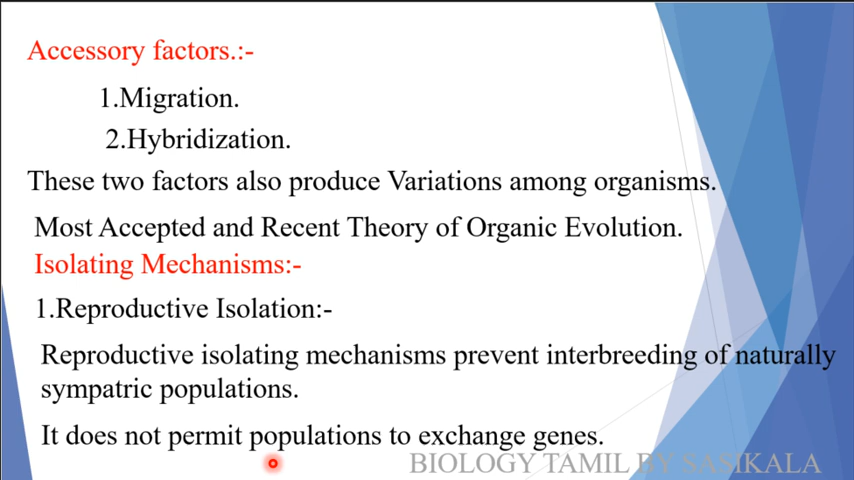 Accessory factors.:-
1.Migration.
2.Hybridization.
These two factors also produce Variations among organisms.
Most Accepted and Recent Theory of Organic Evolution.
Isolating Mechanisms:-
1.Reproductive Isolation:-
Reproductive isolating mechanisms prevent interbreeding of naturally
sympatric populations.
It does not permit populations to exchange genes.
BIOLOGY TAMIL BY SASIKALA